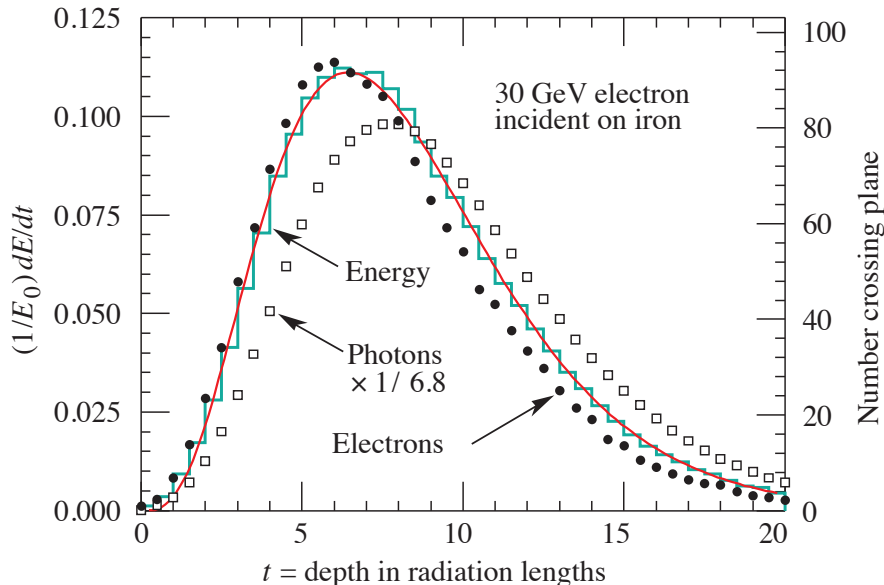 0.125
0.100
0.075
0.050
0.025
0.000
(1/E₀) dE/dt
30 GeV electron
incident on iron
Energy
Photons
× 1/ 6.8
Electrons
100
80
60
40
20
0
Number crossing plane
0 5 10 15 20
t = depth in radiation lengths